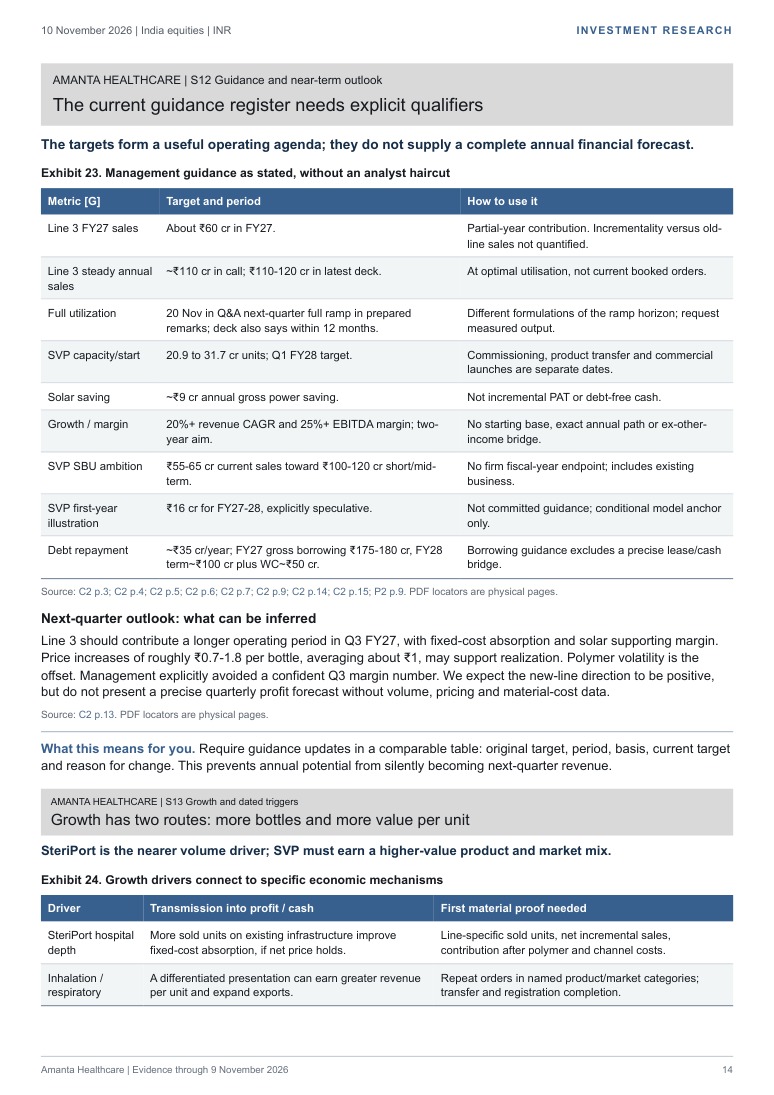 10 November 2026 | India equities | INR
INVESTMENT RESEARCH
AMANTA HEALTHCARE | S12 Guidance and near-term outlook
The current guidance register needs explicit qualifiers
The targets form a useful operating agenda; they do not supply a complete annual financial forecast.
Exhibit 23. Management guidance as stated, without an analyst haircut
Metric [G]
Target and period
How to use it
Line 3 FY27 sales
About ₹60 cr in FY27.
Partial-year contribution. Incrementality versus old-
line sales not quantified.
Line 3 steady annual
sales
~₹110 cr in call; ₹110-120 cr in latest deck.
At optimal utilisation, not current booked orders.
Full utilization
20 Nov in Q&A next-quarter full ramp in prepared
remarks; deck also says within 12 months.
Different formulations of the ramp horizon; request
measured output.
SVP capacity/start
20.9 to 31.7 cr units; Q1 FY28 target.
Commissioning, product transfer and commercial
launches are separate dates.
Solar saving
~₹9 cr annual gross power saving.
Not incremental PAT or debt-free cash.
Growth / margin
20%+ revenue CAGR and 25%+ EBITDA margin; two-
year aim.
No starting base, exact annual path or ex-other-
income bridge.
SVP SBU ambition
₹55-65 cr current sales toward ₹100-120 cr short/mid-
term.
No firm fiscal-year endpoint; includes existing
business.
SVP first-year
illustration
₹16 cr for FY27-28, explicitly speculative.
Not committed guidance; conditional model anchor
only.
Debt repayment
~₹35 cr/year; FY27 gross borrowing ₹175-180 cr, FY28
term~₹100 cr plus WC~₹50 cr.
Borrowing guidance excludes a precise lease/cash
bridge.
Source: C2 p.3; C2 p.4; C2 p.5; C2 p.6; C2 p.7; C2 p.9; C2 p.14; C2 p.15; P2 p.9. PDF locators are physical pages.
Next-quarter outlook: what can be inferred
Line 3 should contribute a longer operating period in Q3 FY27, with fixed-cost absorption and solar supporting margin.
Price increases of roughly ₹0.7-1.8 per bottle, averaging about ₹1, may support realization. Polymer volatility is the
offset. Management explicitly avoided a confident Q3 margin number. We expect the new-line direction to be positive,
but do not present a precise quarterly profit forecast without volume, pricing and material-cost data.
Source: C2 p.13. PDF locators are physical pages.
What this means for you. Require guidance updates in a comparable table: original target, period, basis, current target
and reason for change. This prevents annual potential from silently becoming next-quarter revenue.
AMANTA HEALTHCARE | S13 Growth and dated triggers
Growth has two routes: more bottles and more value per unit
SteriPort is the nearer volume driver; SVP must earn a higher-value product and market mix.
Exhibit 24. Growth drivers connect to specific economic mechanisms
Driver
Transmission into profit / cash
First material proof needed
SteriPort hospital
depth
More sold units on existing infrastructure improve
fixed-cost absorption, if net price holds.
Line-specific sold units, net incremental sales,
contribution after polymer and channel costs.
Inhalation /
respiratory
A differentiated presentation can earn greater revenue
per unit and expand exports.
Repeat orders in named product/market categories;
transfer and registration completion.
Amanta Healthcare | Evidence through 9 November 2026
14